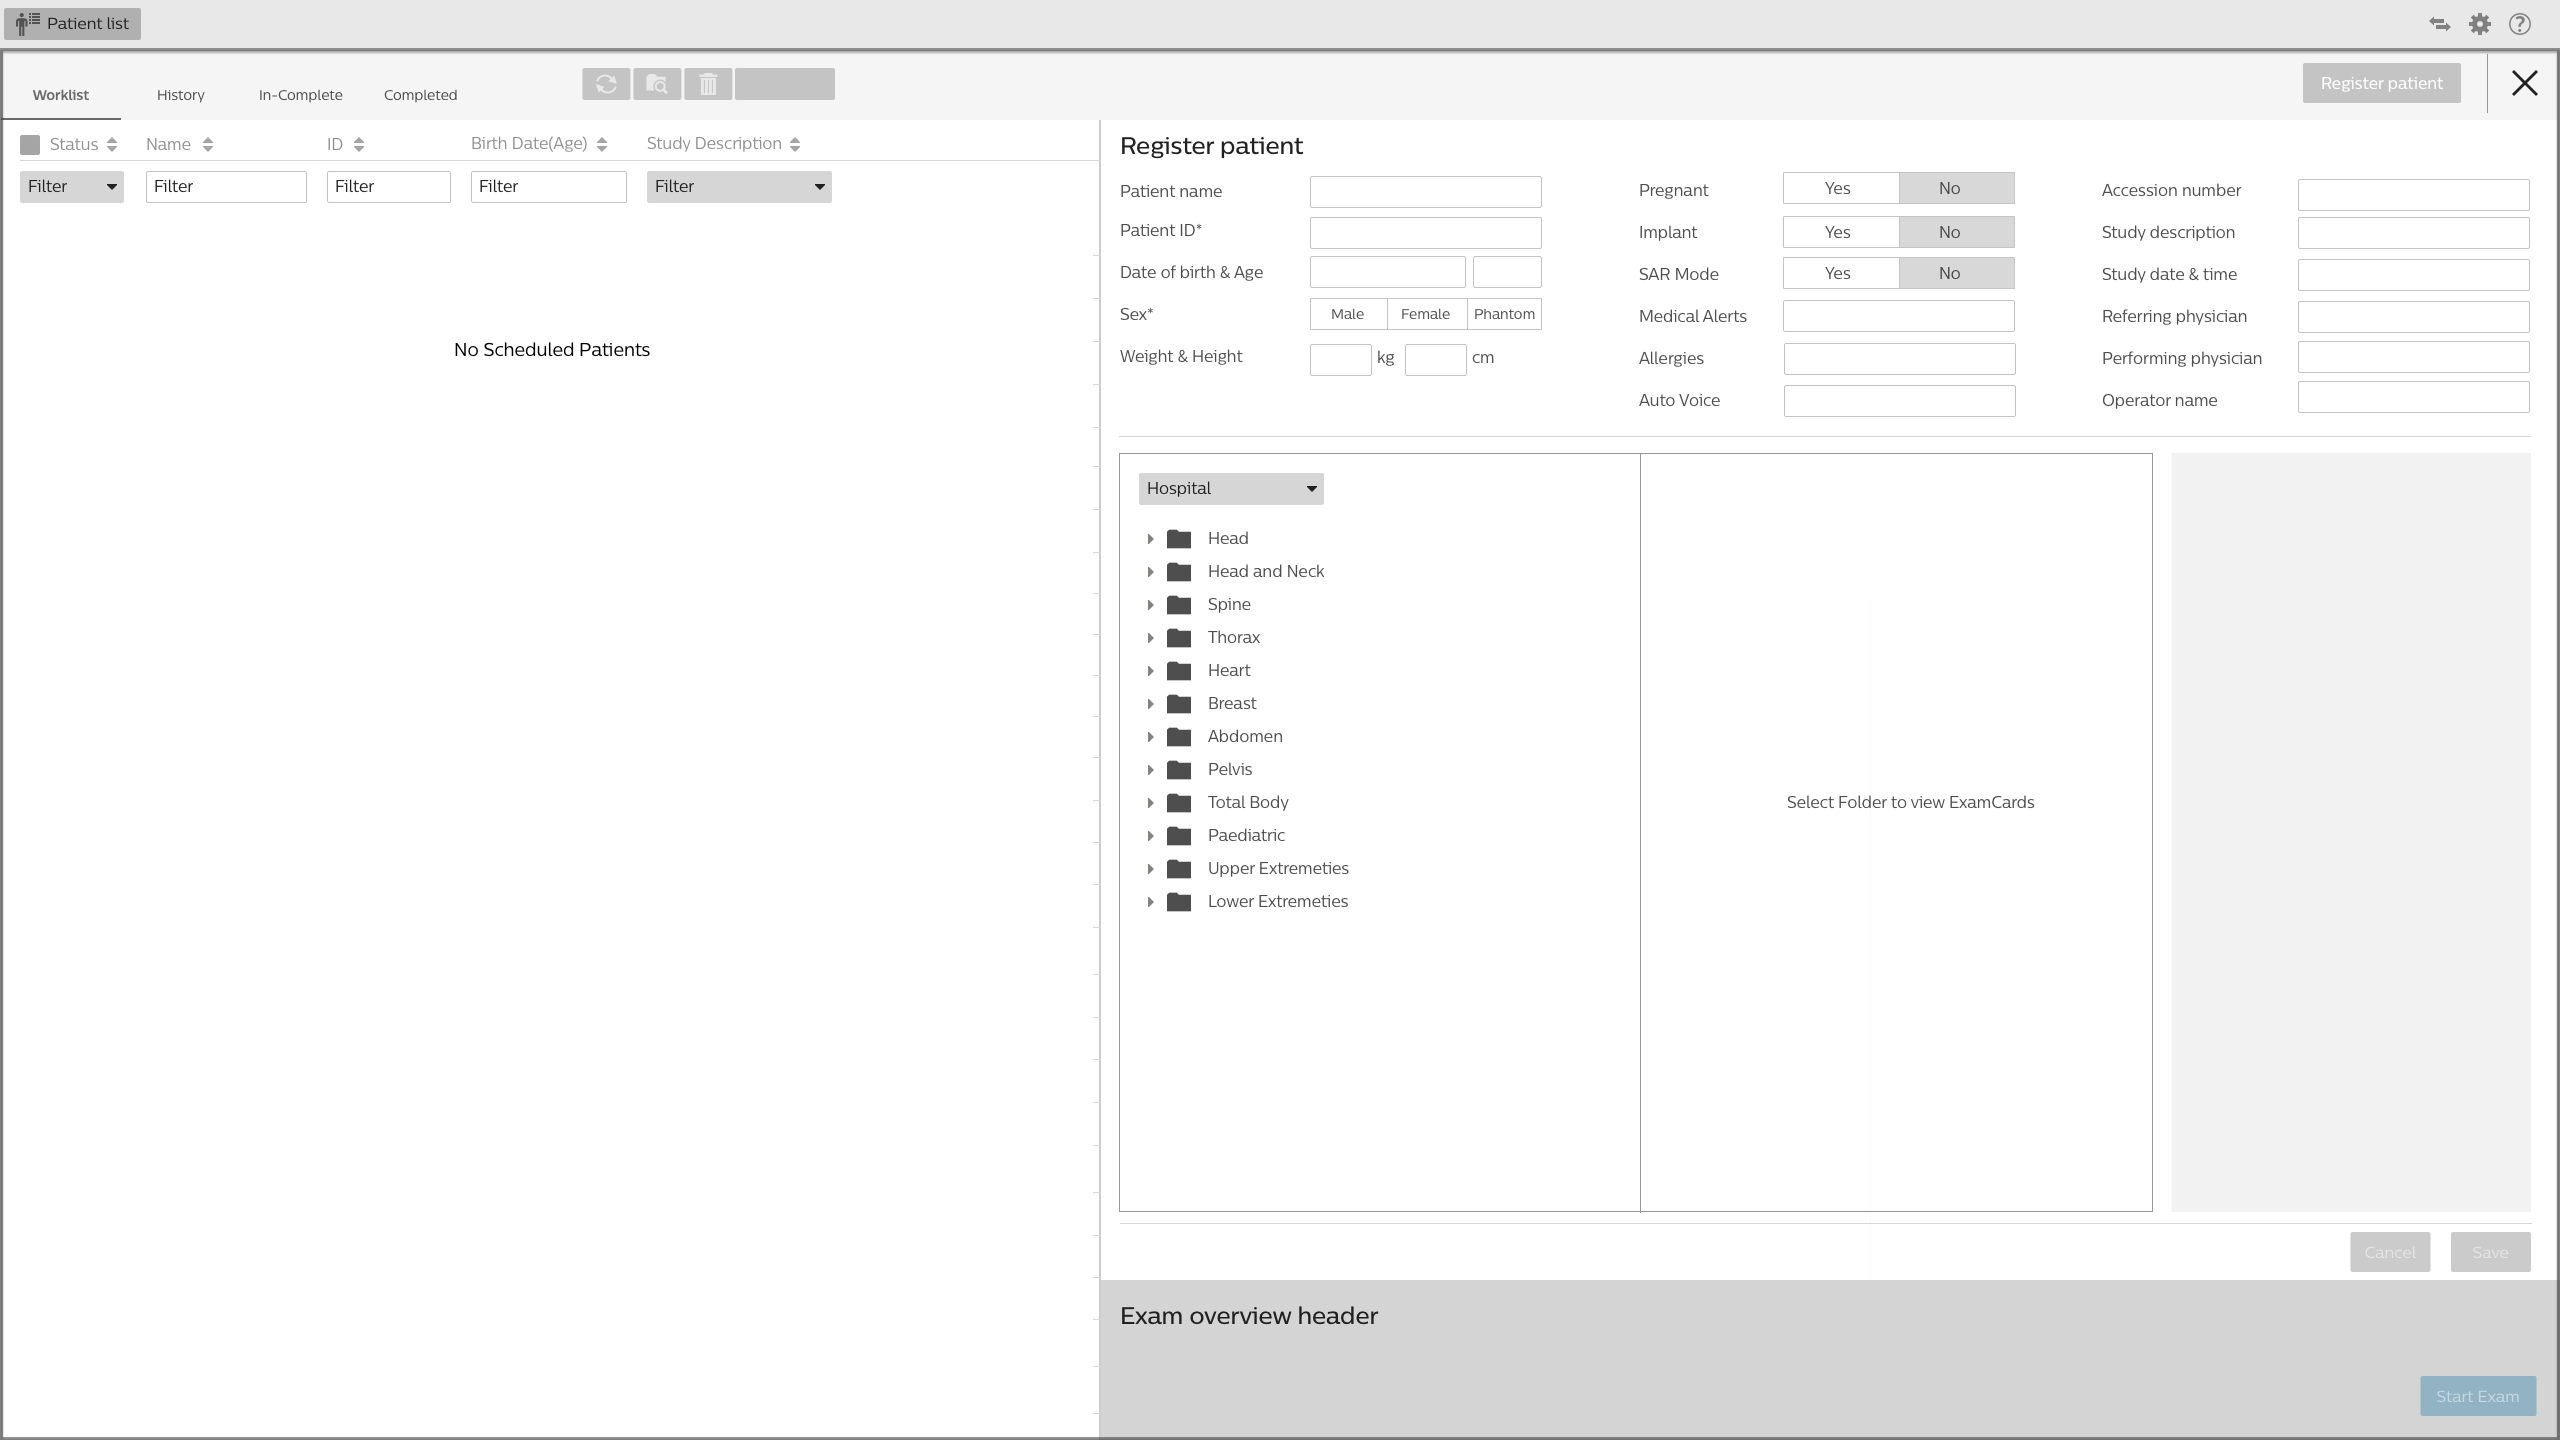 Patient list
Worklist History In-Complete Completed
Register patient
Status Name ID Birth Date(Age) Study Description
Filter Filter Filter Filter Filter
No Scheduled Patients
Register patient
Patient name
Patient ID*
Date of birth & Age
Sex* Male Female Phantom
Weight & Height kg cm
Pregnant Yes No
Implant Yes No
SAR Mode Yes No
Medical Alerts
Allergies
Auto Voice
Accession number
Study description
Study date & time
Referring physician
Performing physician
Operator name
Hospital
Head
Head and Neck
Spine
Thorax
Heart
Breast
Abdomen
Pelvis
Total Body
Paediatric
Upper Extremeties
Lower Extremeties
Select Folder to view ExamCards
Cancel Save
Exam overview header
Start Exam